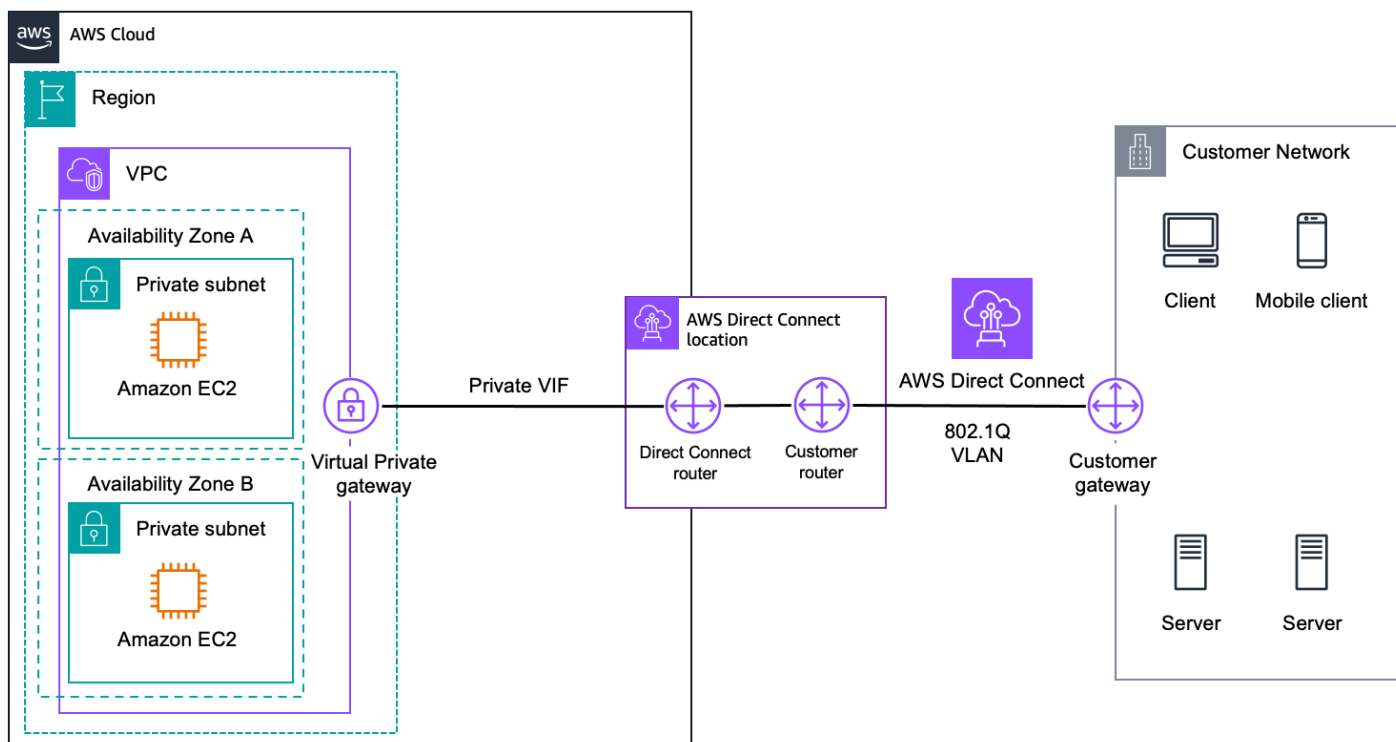 aws
AWS Cloud
Region
VPC
Availability Zone A
Private subnet
Amazon EC2
Virtual Private
gateway
Availability Zone B
Private subnet
Amazon EC2
Private VIF
AWS Direct Connect
location
Direct Connect
router
Customer
router
AWS Direct Connect
802.1Q
VLAN
Customer
gateway
Customer Network
Client
Mobile client
Server
Server